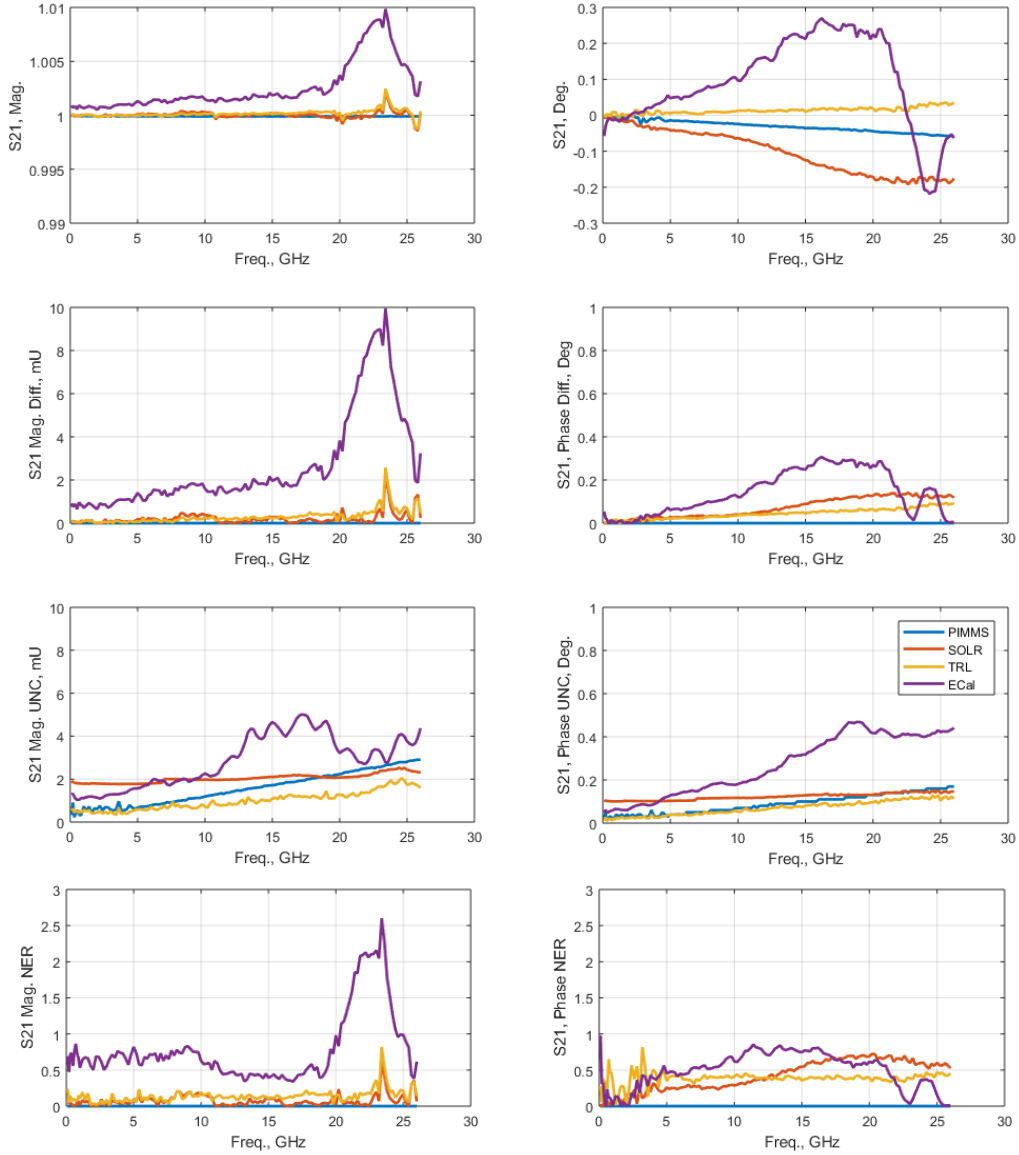 1.01
1.005
1
0.995
0.99
S21, Mag.
0 5 10 15 20 25 30
Freq., GHz
0.3
0.2
0.1
0
-0.1
-0.2
-0.3
S21, Deg.
0 5 10 15 20 25 30
Freq., GHz
10
8
6
4
2
0
S21 Mag. Diff., mU
0 5 10 15 20 25 30
Freq., GHz
1
0.8
0.6
0.4
0.2
0
S21, Phase Diff., Deg
0 5 10 15 20 25 30
Freq., GHz
10
8
6
4
2
0
S21 Mag. UNC, mU
0 5 10 15 20 25 30
Freq., GHz
1
0.8
0.6
0.4
0.2
0
S21, Phase UNC, Deg.
PIMMS
SOLR
TRL
ECal
0 5 10 15 20 25 30
Freq., GHz
3
2.5
2
1.5
1
0.5
0
S21 Mag. NER
0 5 10 15 20 25 30
Freq., GHz
3
2.5
2
1.5
1
0.5
0
S21, Phase NER
0 5 10 15 20 25 30
Freq., GHz